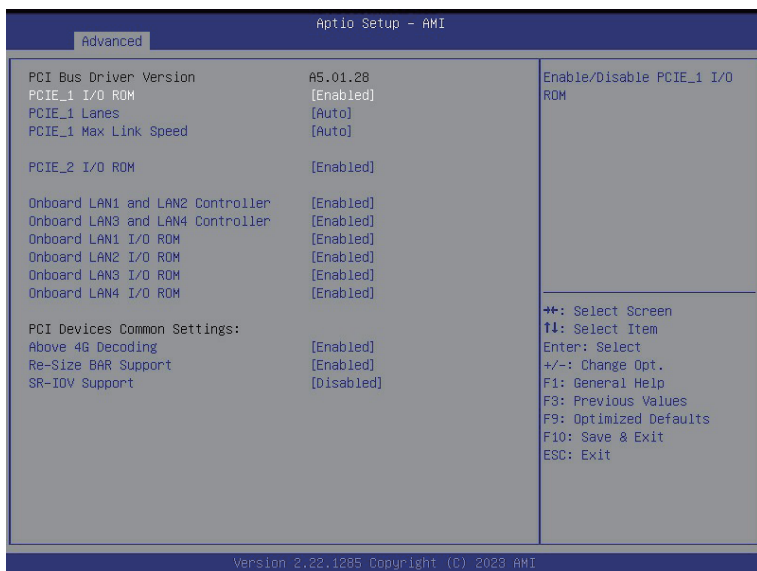 Aptio Setup – AMI
Advanced
PCI Bus Driver Version A5.01.28
PCIE_1 I/O ROM [Enabled]
PCIE_1 Lanes [Auto]
PCIE_1 Max Link Speed [Auto]
PCIE_2 I/O ROM [Enabled]
Onboard LAN1 and LAN2 Controller [Enabled]
Onboard LAN3 and LAN4 Controller [Enabled]
Onboard LAN1 I/O ROM [Enabled]
Onboard LAN2 I/O ROM [Enabled]
Onboard LAN3 I/O ROM [Enabled]
Onboard LAN4 I/O ROM [Enabled]
PCI Devices Common Settings:
Above 4G Decoding [Enabled]
Re-Size BAR Support [Enabled]
SR-IOV Support [Disabled]
Enable/Disable PCIE_1 I/O
ROM
→←: Select Screen
↑↓: Select Item
Enter: Select
+/-: Change Opt.
F1: General Help
F3: Previous Values
F9: Optimized Defaults
F10: Save & Exit
ESC: Exit
Version 2.22.1285 Copyright (C) 2023 AMI